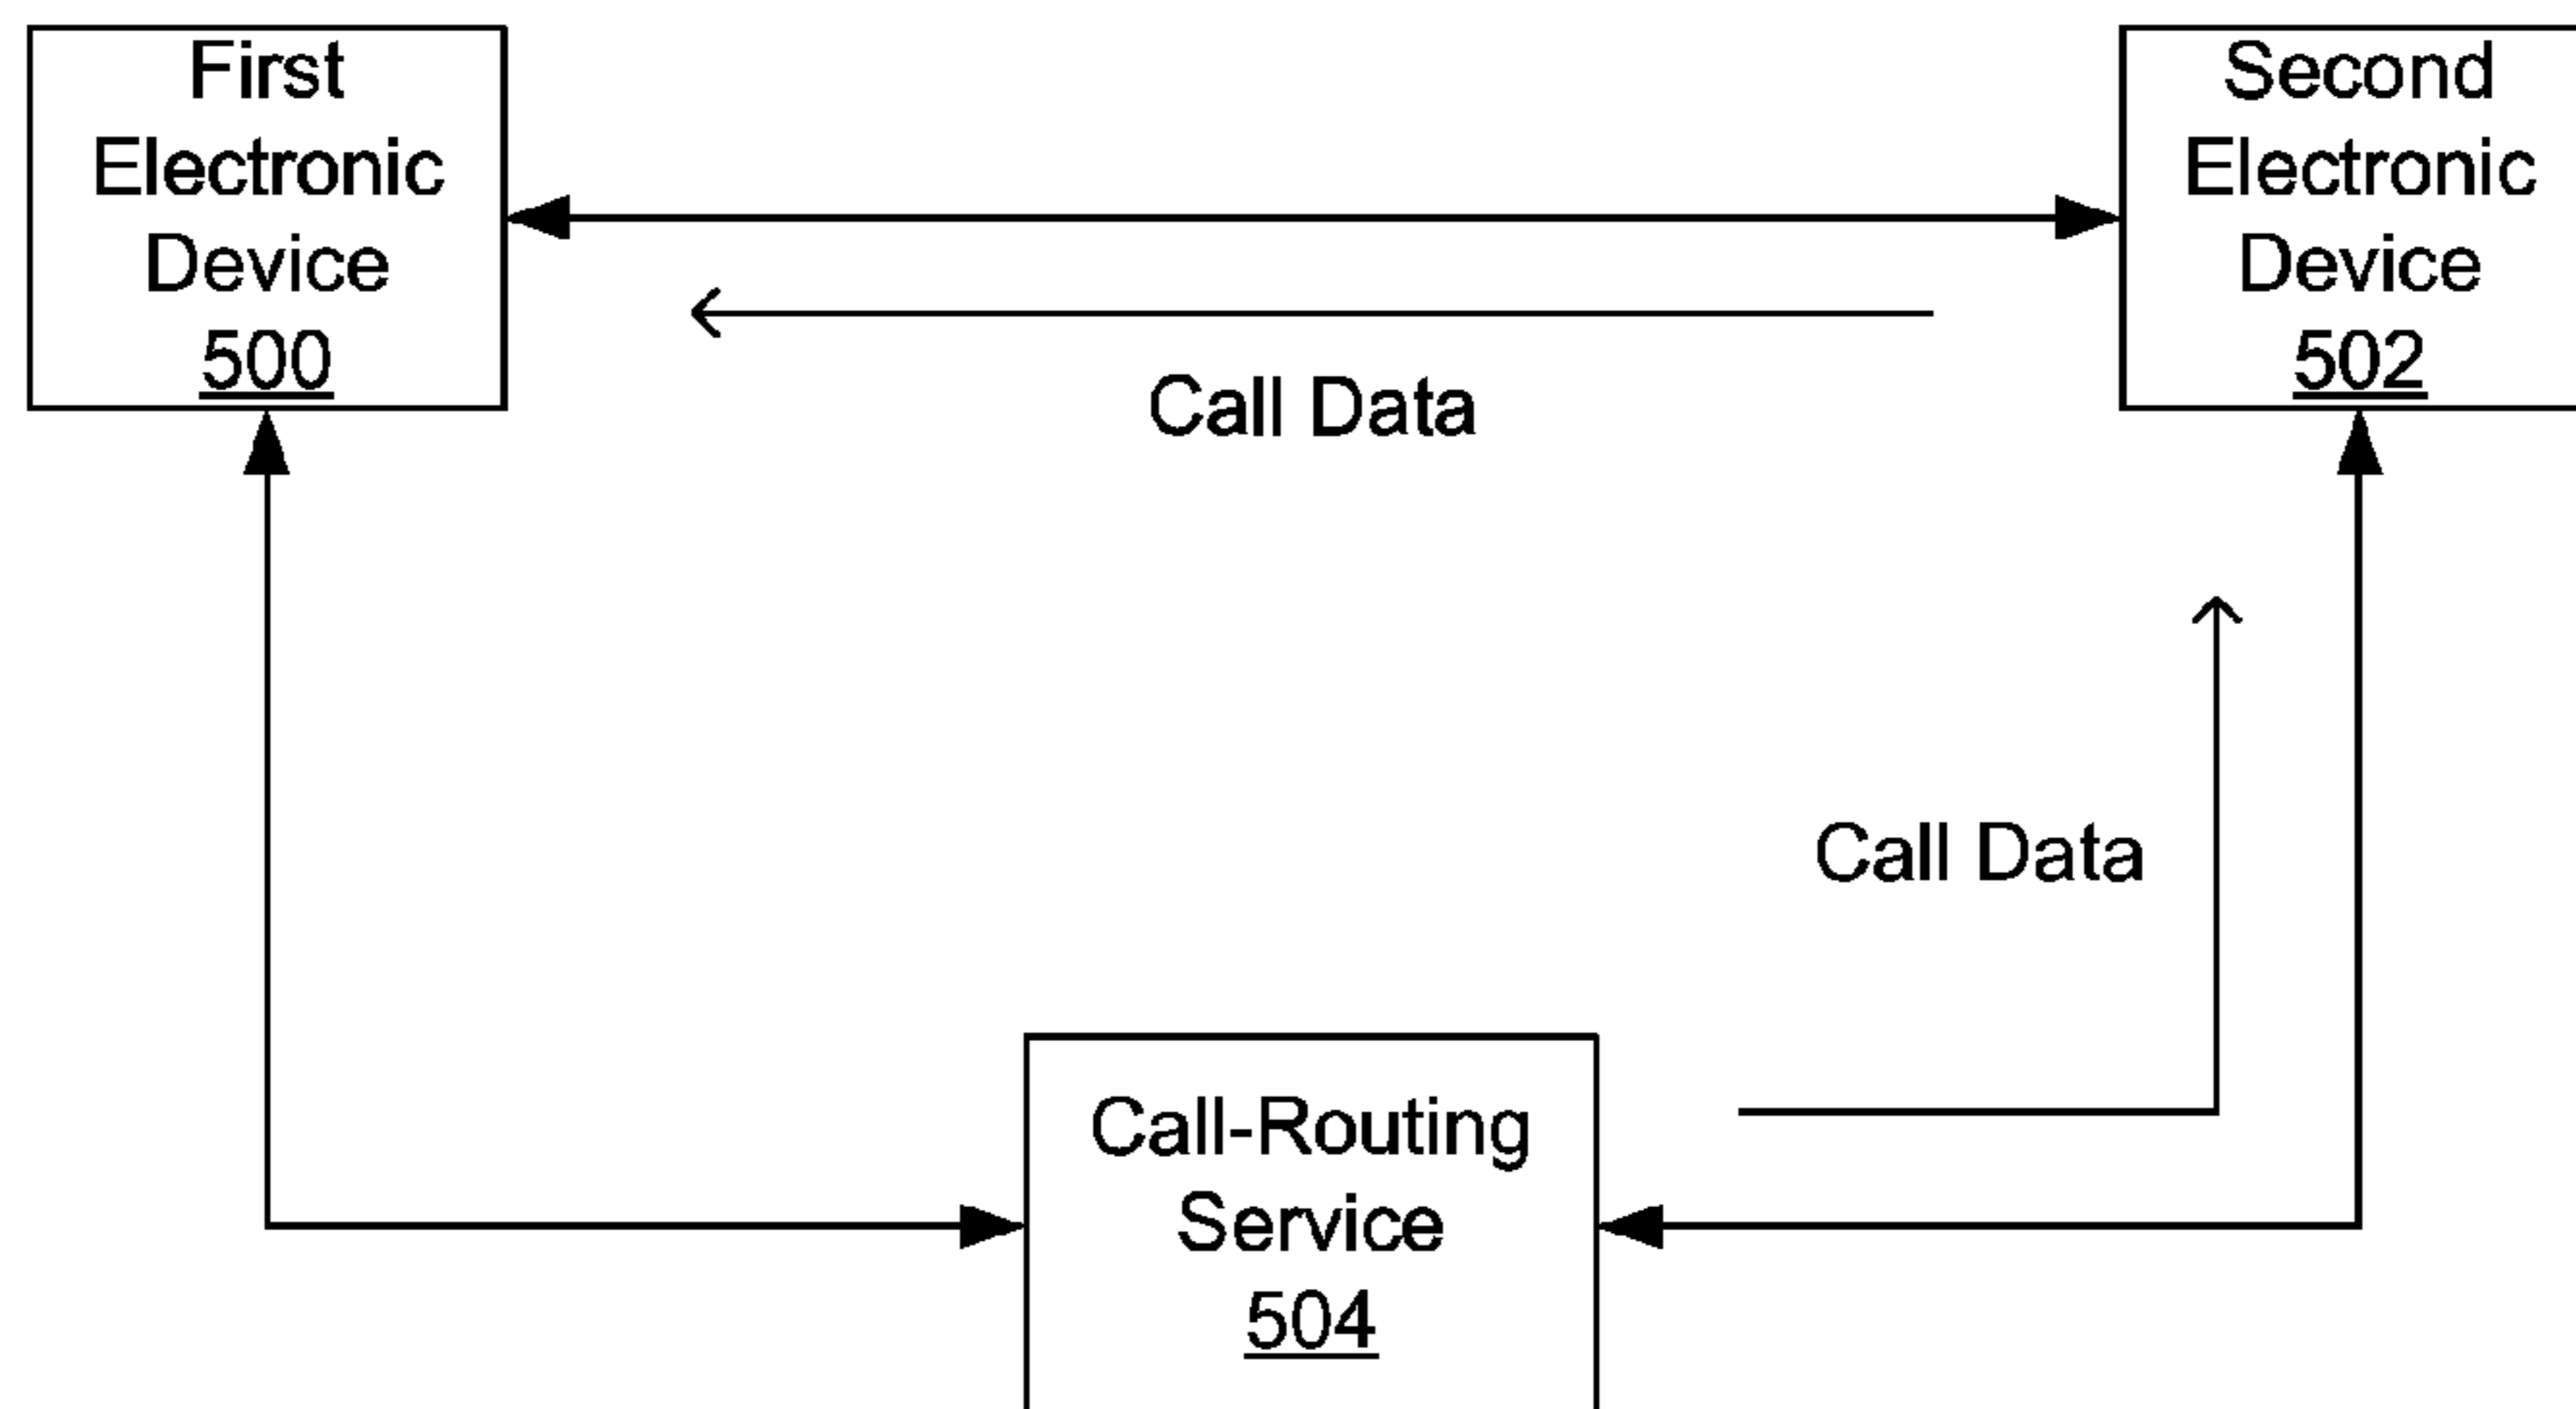 First
Electronic
Device
500
Second
Electronic
Device
502
Call Data
Call Data
Call-Routing
Service
504